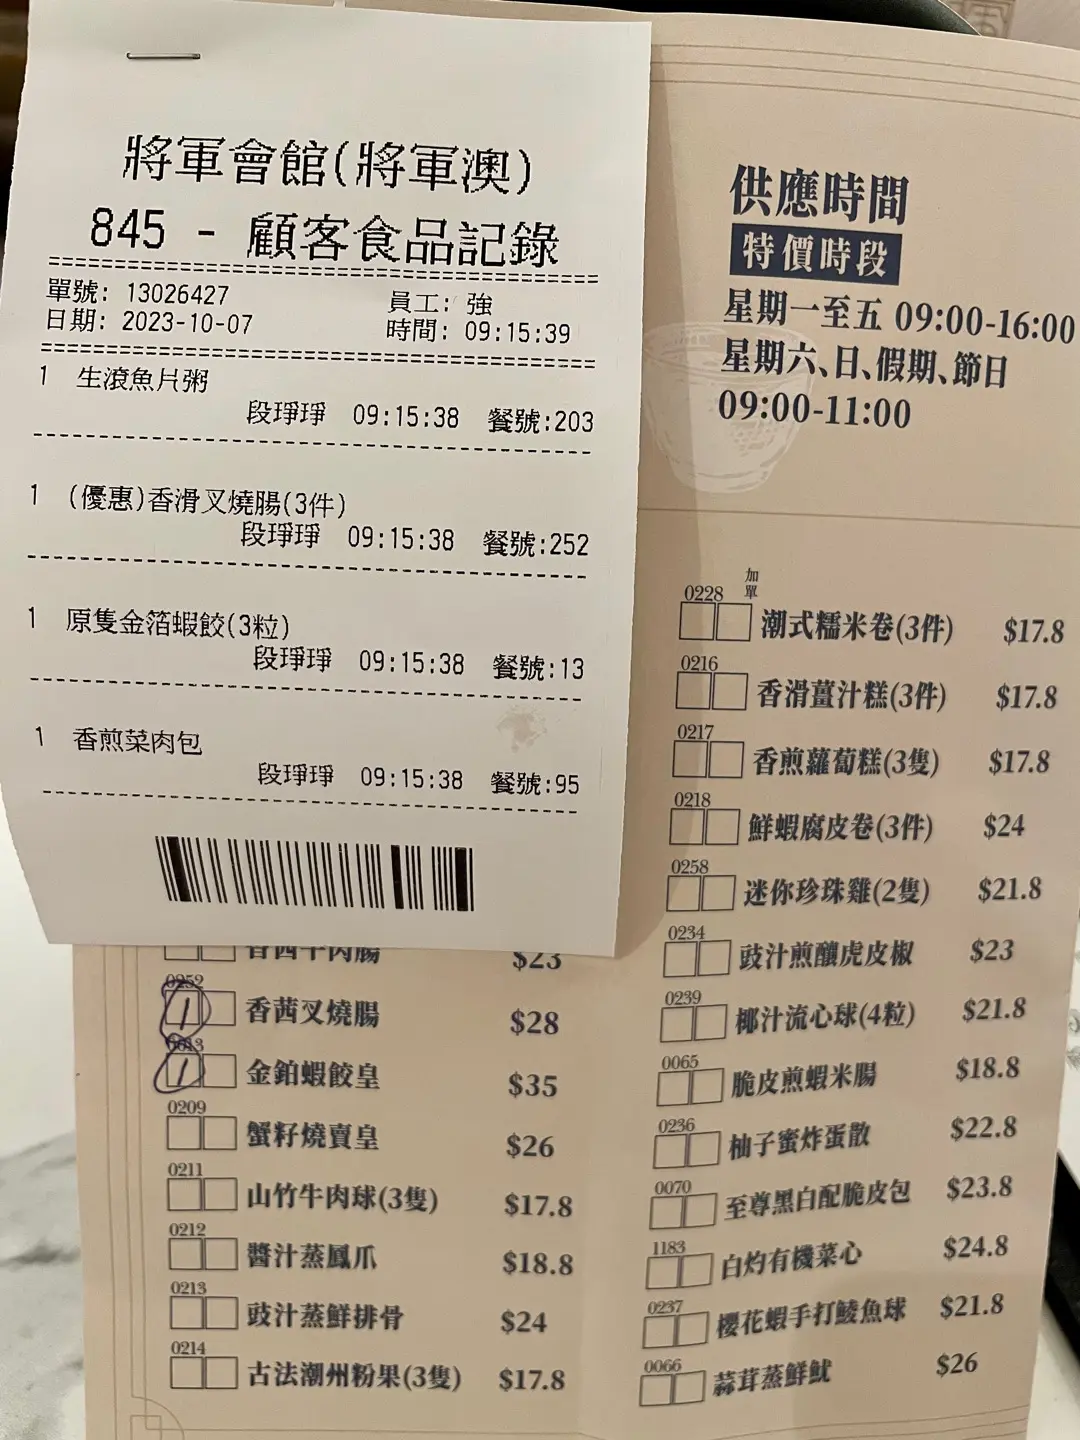 將軍會館(將軍澳)
845 - 顧客食品記錄
單號: 13026427 員工: 強
日期: 2023-10-07 時間: 09:15:39
1 生滾魚片粥
段琤琤 09:15:38 餐號:203
1 (優惠)香滑叉燒腸(3件)
段琤琤 09:15:38 餐號:252
1 原隻金箔蝦餃(3粒)
段琤琤 09:15:38 餐號:13
1 香煎菜肉包
段琤琤 09:15:38 餐號:95
牛肉腸 $23
0252
1 香茜叉燒腸 $28
0013
1 金鉑蝦餃皇 $35
0209
蟹籽燒賣皇 $26
0211
山竹牛肉球(3隻) $17.8
0212
醬汁蒸鳳爪 $18.8
0213
豉汁蒸鮮排骨 $24
0214
古法潮州粉果(3隻) $17.8
供應時間
特價時段
星期一至五 09:00-16:00
星期六、日、假期、節日
09:00-11:00
加單
0228
潮式糯米卷(3件) $17.8
0216
香滑薑汁糕(3件) $17.8
0217
香煎蘿蔔糕(3隻) $17.8
0218
鮮蝦腐皮卷(3件) $24
0258
迷你珍珠雞(2隻) $21.8
0234
豉汁煎釀虎皮椒 $23
0239
椰汁流心球(4粒) $21.8
0065
脆皮煎蝦米腸 $18.8
0236
柚子蜜炸蛋散 $22.8
0070
至尊黑白配脆皮包 $23.8
1183
白灼有機菜心 $24.8
0237
櫻花蝦手打鯪魚球 $21.8
0066
蒜茸蒸鮮魷 $26